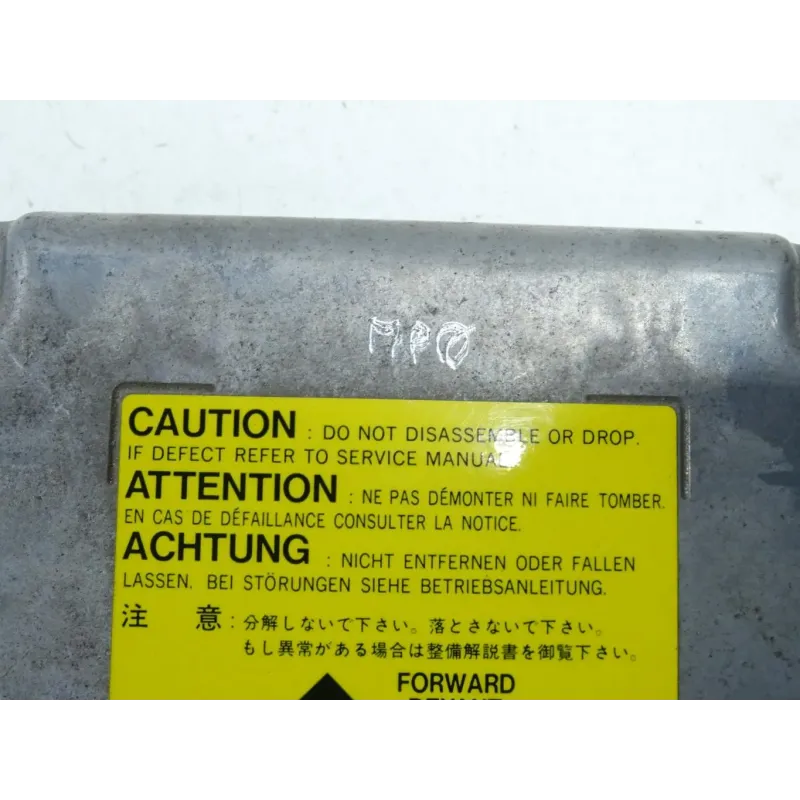 MPO
CAUTION : DO NOT DISASSEMBLE OR DROP.
IF DEFECT REFER TO SERVICE MANUAL.
ATTENTION : NE PAS DÉMONTER NI FAIRE TOMBER.
EN CAS DE DÉFAILLANCE CONSULTER LA NOTICE.
ACHTUNG : NICHT ENTFERNEN ODER FALLEN
LASSEN. BEI STÖRUNGEN SIEHE BETRIEBSANLEITUNG.
注 意 : 分解しないで下さい。落とさないで下さい。
もし異常がある場合は整備解説書を御覧下さい。
FORWARD